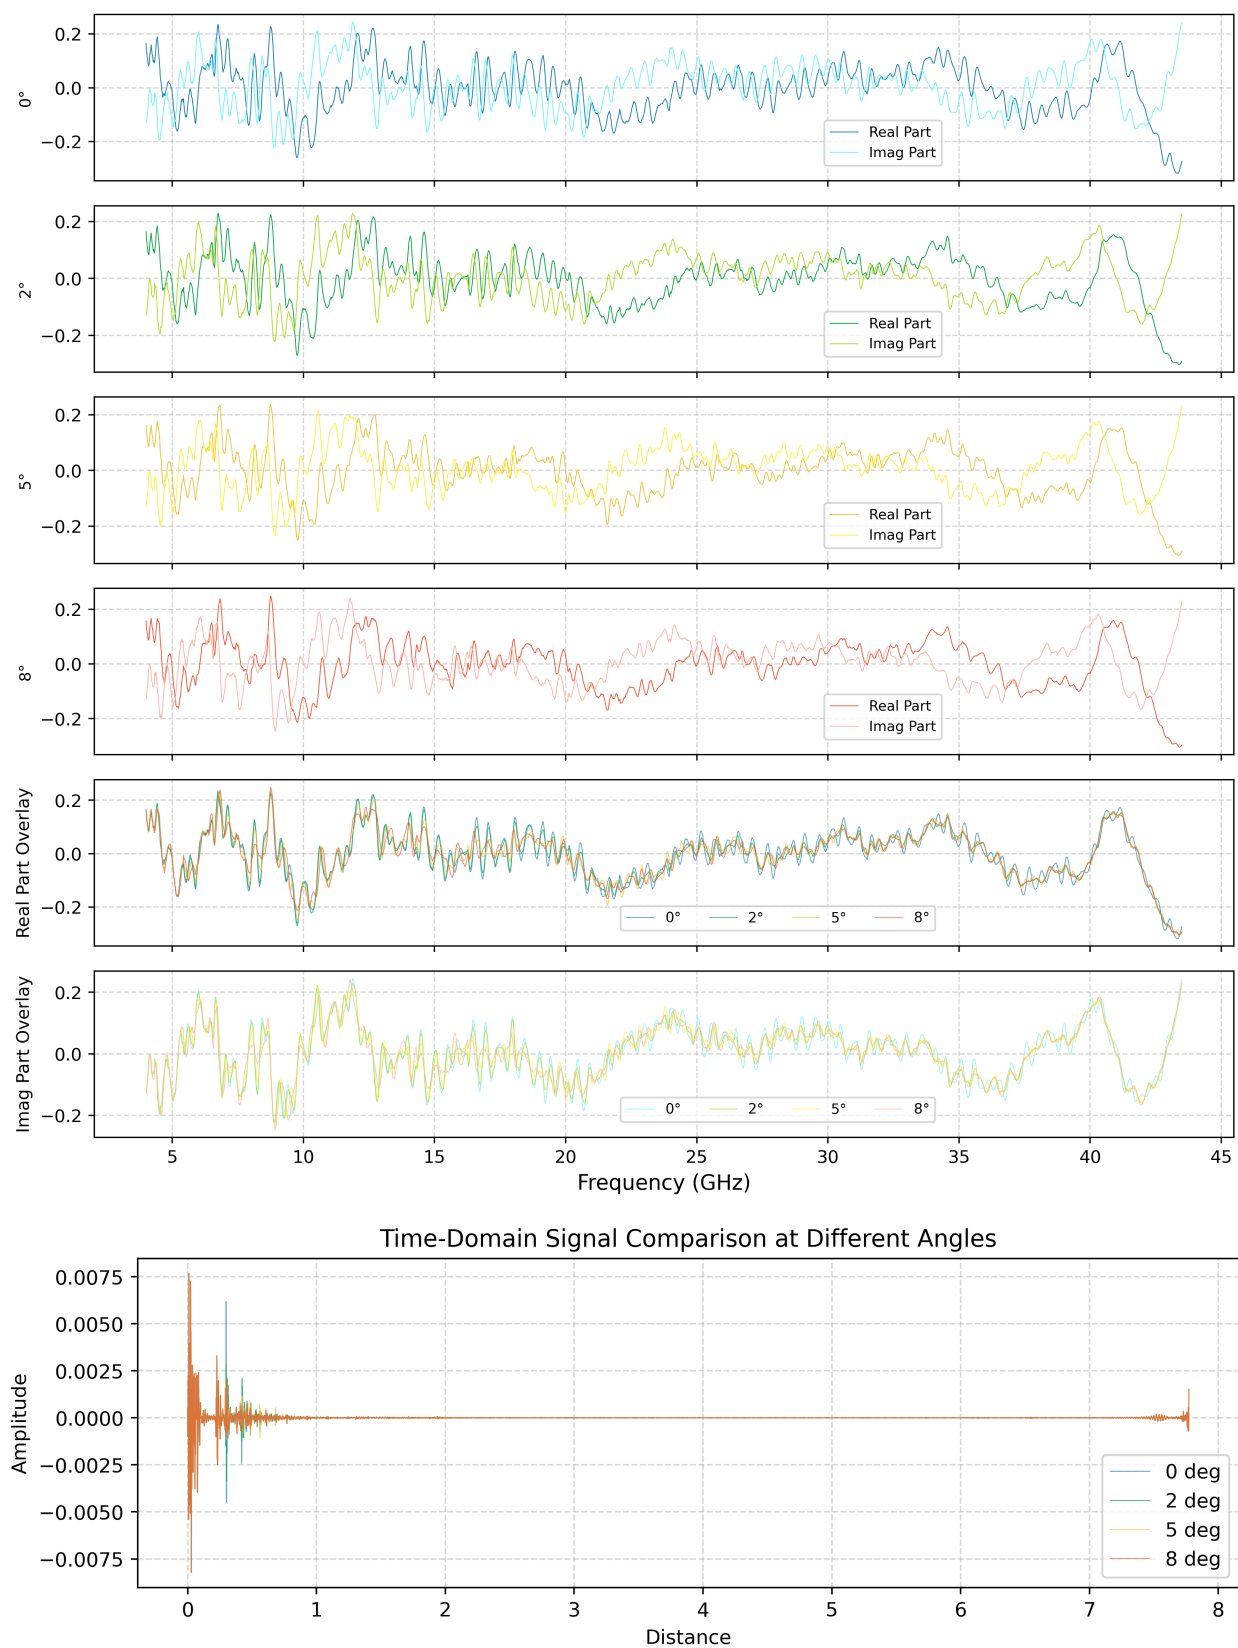 0.2
0.0
−0.2
0°
Real Part
Imag Part
0.2
0.0
−0.2
2°
Real Part
Imag Part
0.2
0.0
−0.2
5°
Real Part
Imag Part
0.2
0.0
−0.2
8°
Real Part
Imag Part
0.2
0.0
−0.2
Real Part Overlay
0° 2° 5° 8°
0.2
0.0
−0.2
Imag Part Overlay
0° 2° 5° 8°
5 10 15 20 25 30 35 40 45
Frequency (GHz)
Time-Domain Signal Comparison at Different Angles
0.0075
0.0050
0.0025
0.0000
−0.0025
−0.0050
−0.0075
Amplitude
0 deg
2 deg
5 deg
8 deg
0 1 2 3 4 5 6 7 8
Distance